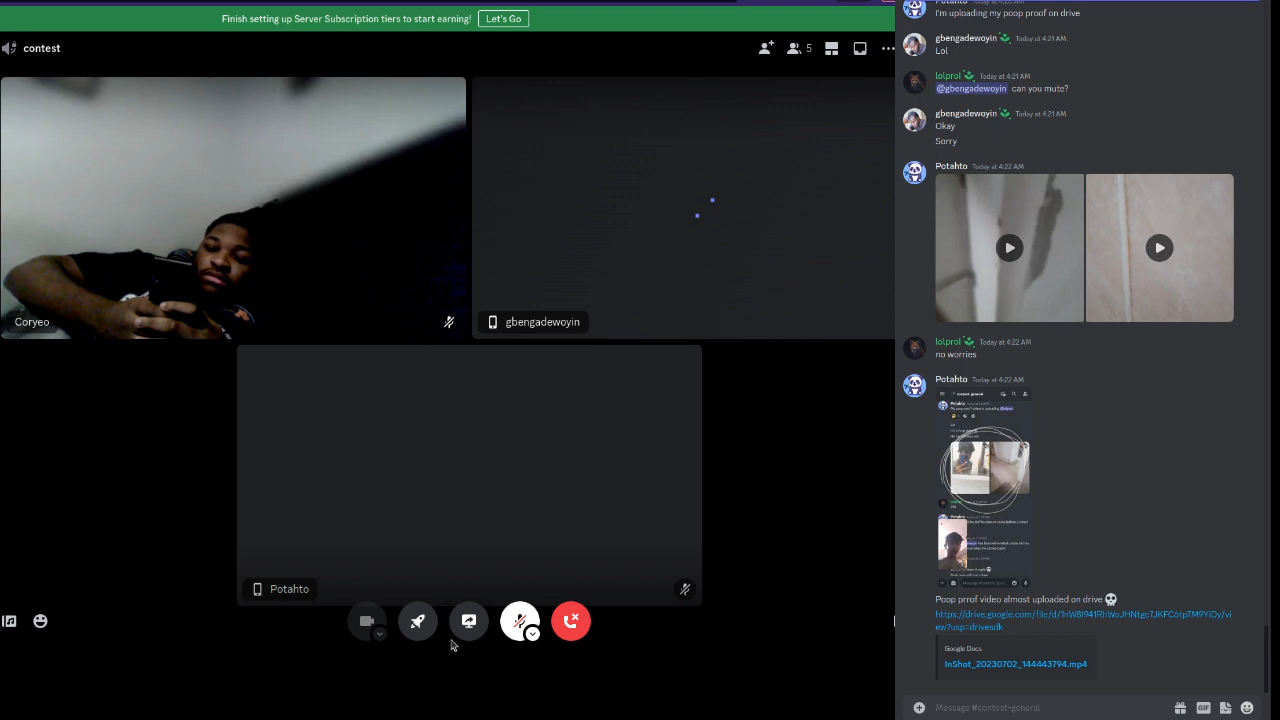 Finish setting up Server Subscription tiers to start earning! Let's Go
contest
5
Coryeo
gbengadewoyin
Potahto
I'm uploading my poop proof on drive
gbengadewoyin Today at 4:21 AM
Lol
lolprol Today at 4:21 AM
@gbengadewoyin can you mute?
gbengadewoyin Today at 4:21 AM
Okay
Sorry
Potahto Today at 4:22 AM
lolprol Today at 4:22 AM
no worries
Potahto Today at 4:22 AM
Poop prrof video almost uploaded on drive
Google Docs
InShot_20230702_144443794.mp4
Message #contest-general
GIF